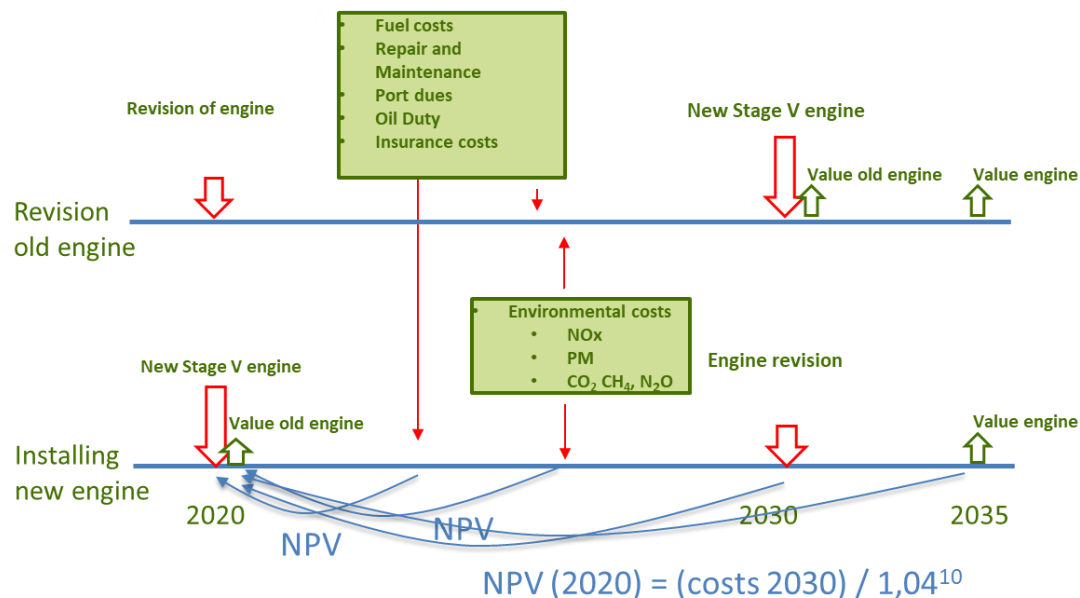 • Fuel costs
• Repair and
Maintenance
• Port dues
• Oil Duty
• Insurance costs
Revision of engine
New Stage V engine
Value old engine
Value engine
Revision
old engine
• Environmental costs
• NOx
• PM
• CO₂ CH₄, N₂O
Engine revision
New Stage V engine
Value old engine
Value engine
Installing
new engine
2020
2030
2035
NPV
NPV
NPV (2020) = (costs 2030) / 1,04¹⁰